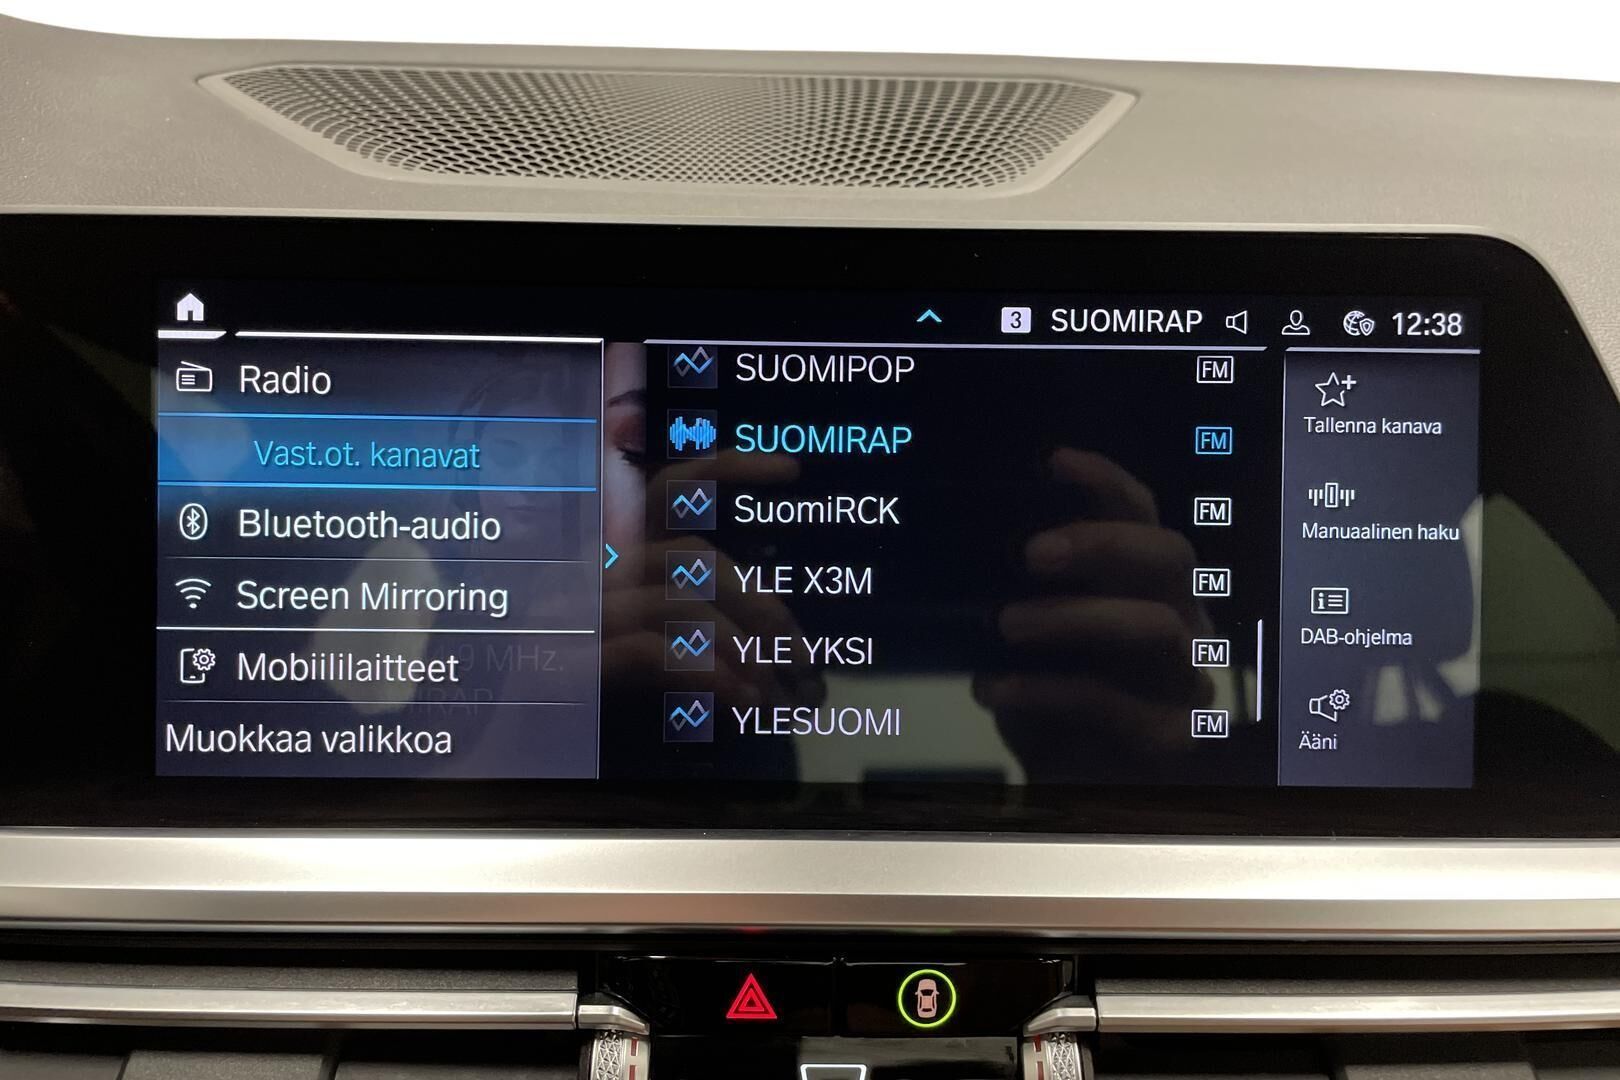 3 SUOMIRAP 12:38
Radio
Vast.ot. kanavat
Bluetooth-audio
Screen Mirroring
Mobiililaitteet
Muokkaa valikkoa
SUOMIPOP FM
SUOMIRAP FM
SuomiRCK FM
YLE X3M FM
YLE YKSI FM
YLESUOMI FM
Tallenna kanava
Manuaalinen haku
DAB-ohjelma
Ääni